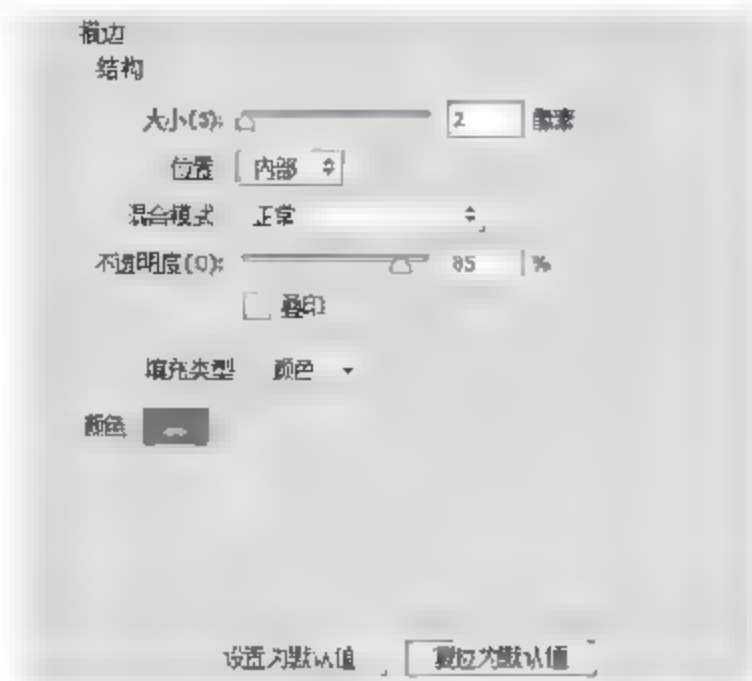 描边
结构
大小(S): 2 像素
位置 内部
混合模式 正常
不透明度(O): 85 %
叠印
填充类型 颜色
颜色
设置为默认值 复位为默认值